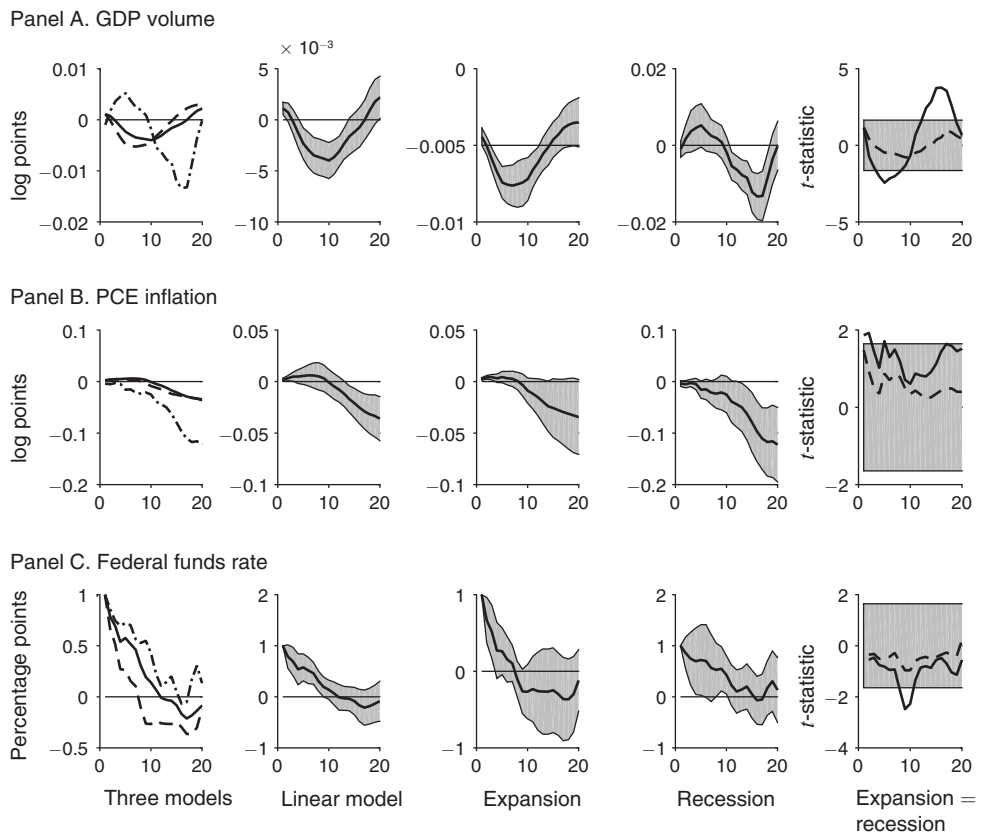 Panel A. GDP volume
× 10⁻³
log points
0.01
0
−0.01
−0.02
0 10 20
5
0
−5
−10
0 10 20
0
−0.005
−0.01
0 10 20
0.02
0
−0.02
0 10 20
t-statistic
5
0
−5
0 10 20
Panel B. PCE inflation
log points
0.1
0
−0.1
−0.2
0 10 20
0.05
0
−0.05
−0.1
0 10 20
0.05
0
−0.05
−0.1
0 10 20
0.1
0
−0.1
−0.2
0 10 20
t-statistic
2
0
−2
0 10 20
Panel C. Federal funds rate
Percentage points
1
0.5
0
−0.5
0 10 20
2
1
0
−1
0 10 20
1
0
−1
0 10 20
2
1
0
−1
0 10 20
t-statistic
2
0
−2
−4
0 10 20
Three models
Linear model
Expansion
Recession
Expansion =
recession